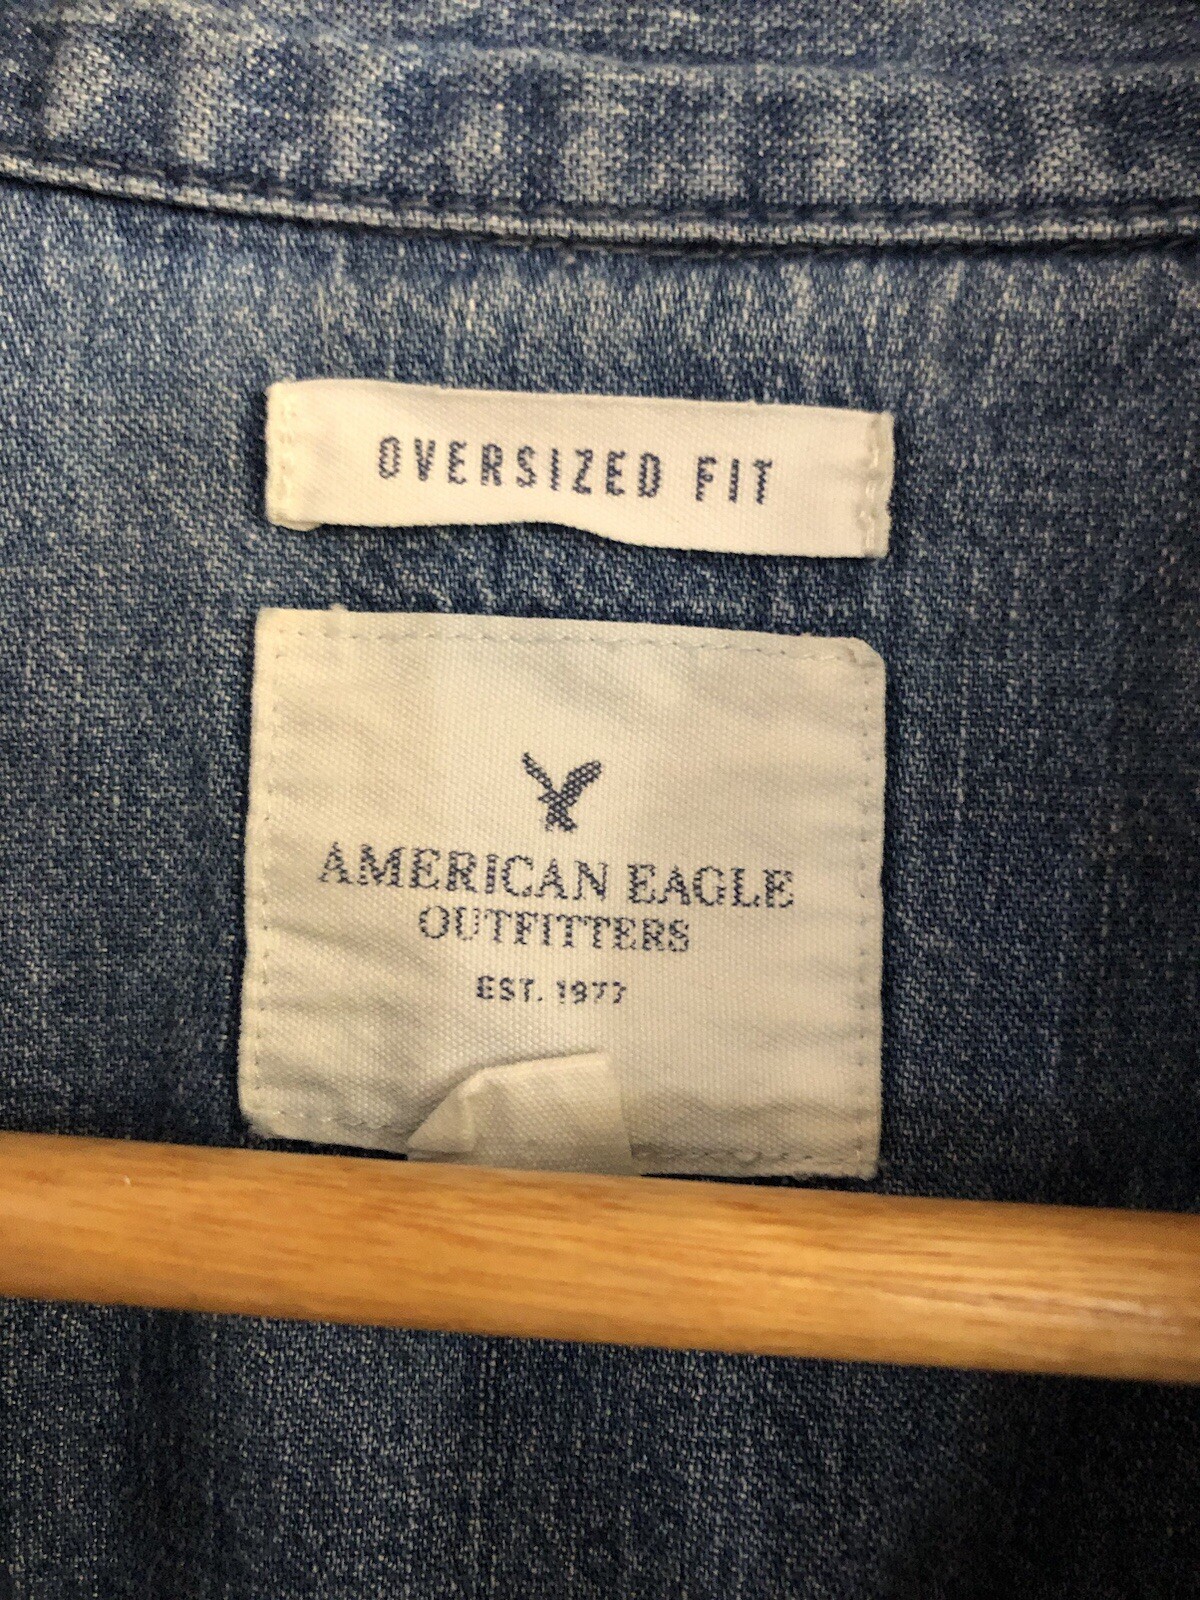 OVERSIZED FIT
AMERICAN EAGLE
OUTFITTERS
EST. 1977